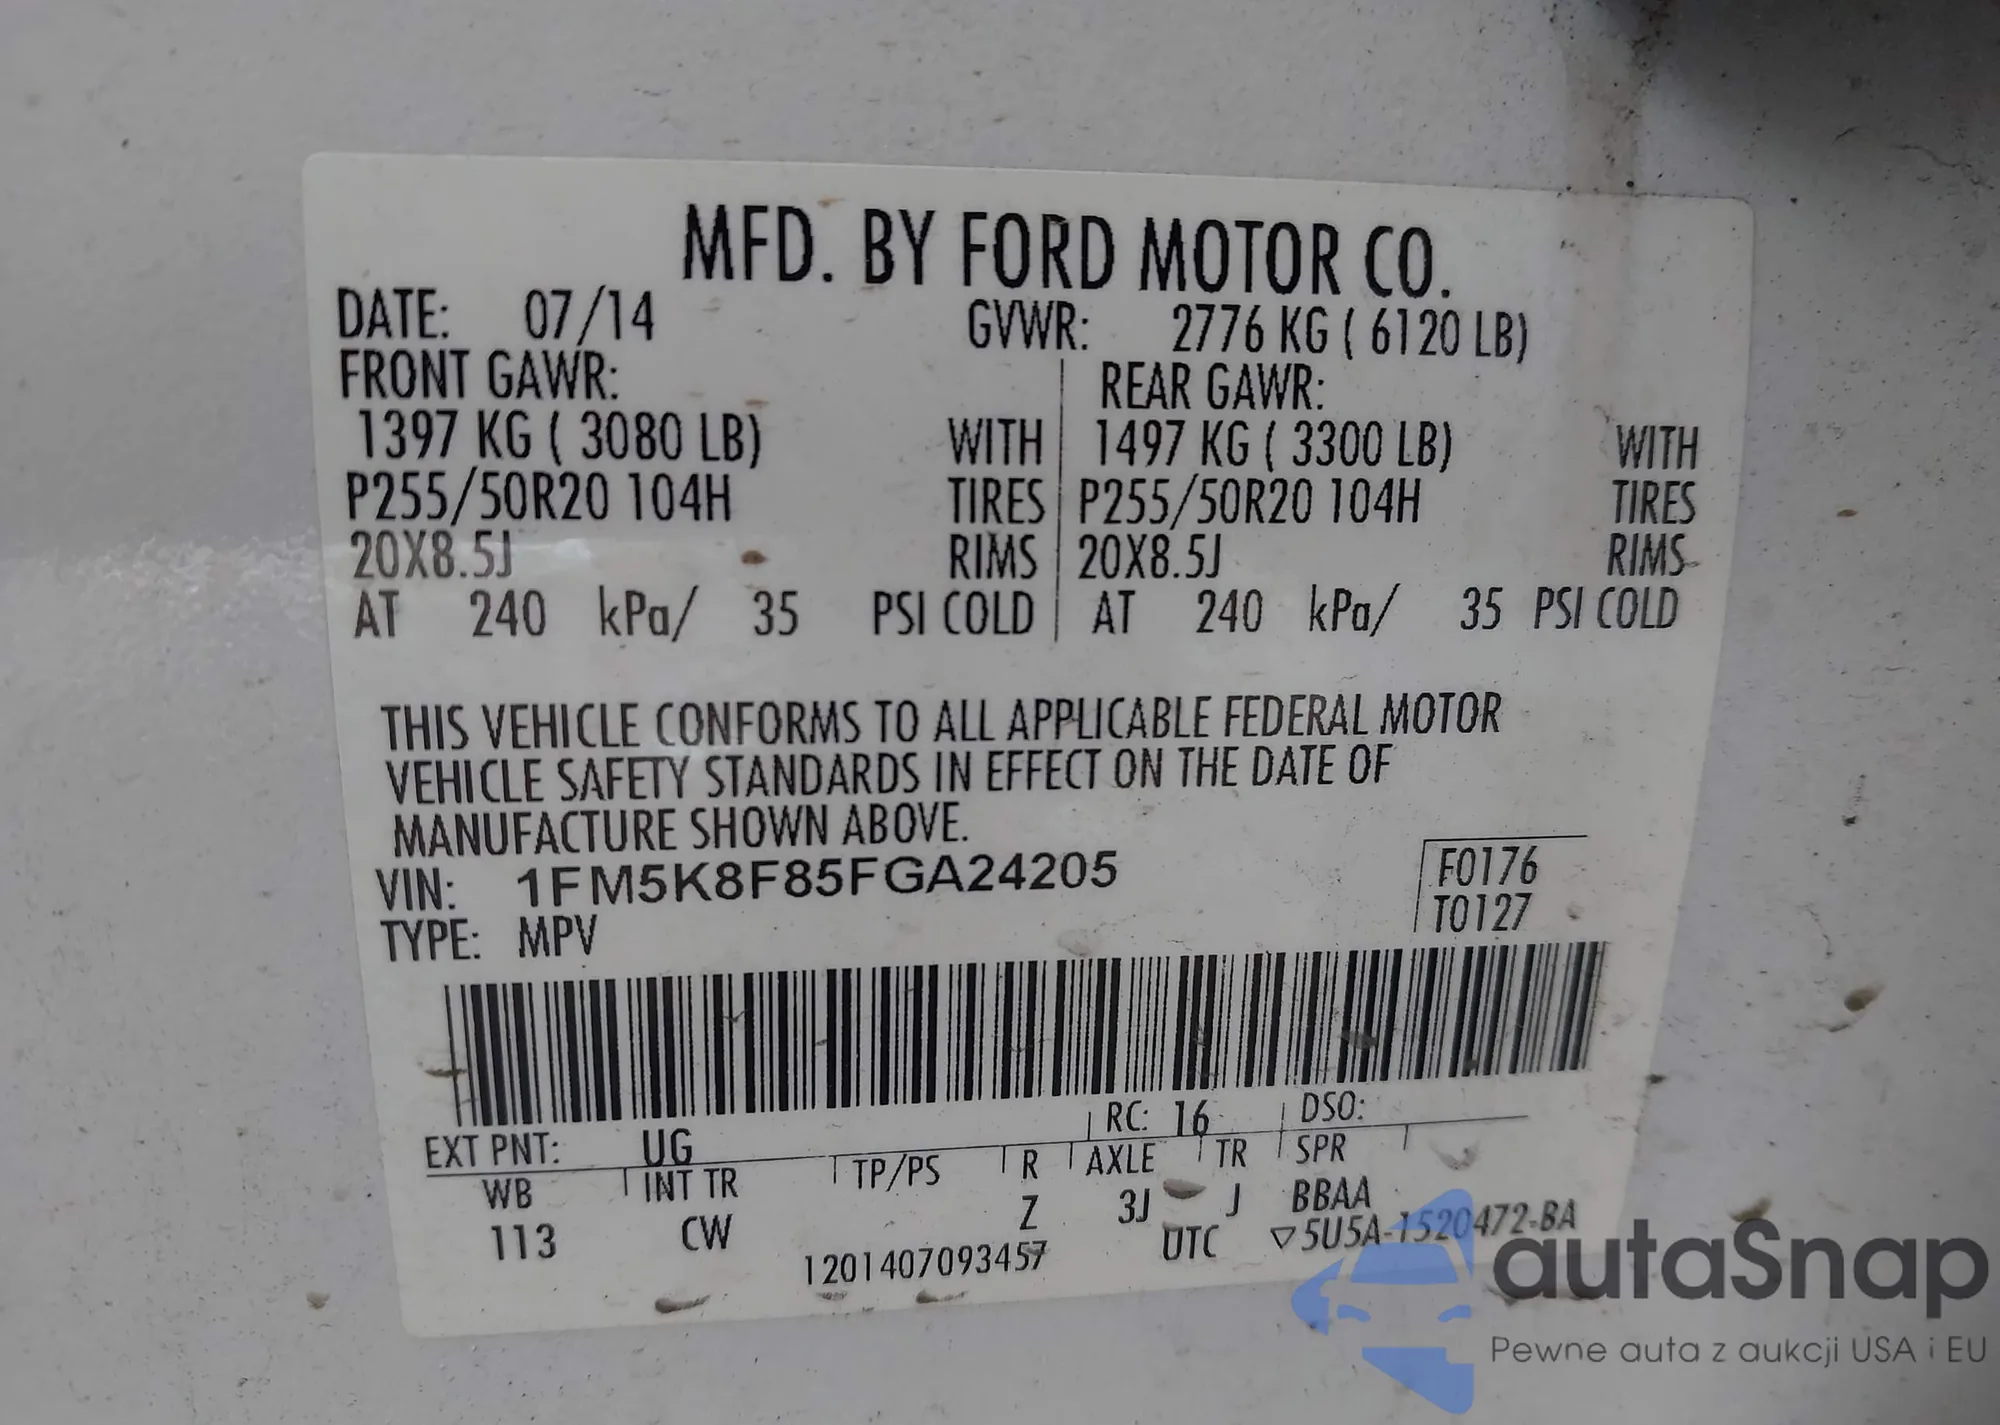 MFD. BY FORD MOTOR CO.
DATE: 07/14 GVWR: 2776 KG ( 6120 LB)
FRONT GAWR: REAR GAWR:
1397 KG ( 3080 LB) WITH 1497 KG ( 3300 LB) WITH
P255/50R20 104H TIRES P255/50R20 104H TIRES
20X8.5J RIMS 20X8.5J RIMS
AT 240 kPa/ 35 PSI COLD AT 240 kPa/ 35 PSI COLD
THIS VEHICLE CONFORMS TO ALL APPLICABLE FEDERAL MOTOR
VEHICLE SAFETY STANDARDS IN EFFECT ON THE DATE OF
MANUFACTURE SHOWN ABOVE.
VIN: 1FM5K8F85FGA24205 F0176
TYPE: MPV T0127
RC: 16 DSO:
EXT PNT: UG
WB INT TR TP/PS R AXLE TR SPR
113 CW Z 3J J BBAA
1201407093457 UTC ▽5U5A-1520472-BA
autaSnap
Pewne auta z aukcji USA i EU